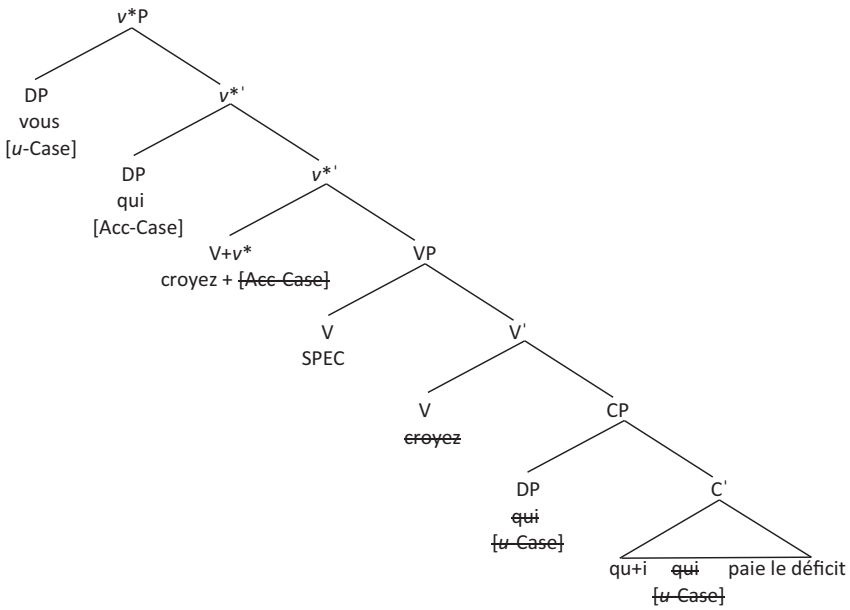 v*P
DP v*'
vous
[u-Case] DP v*'
qui
[Acc-Case]
V+v* VP
croyez + [Acc-Case]
V V'
SPEC
V CP
croyez
DP C'
qui
[u-Case]
qu+i qui paie le déficit
[u-Case]